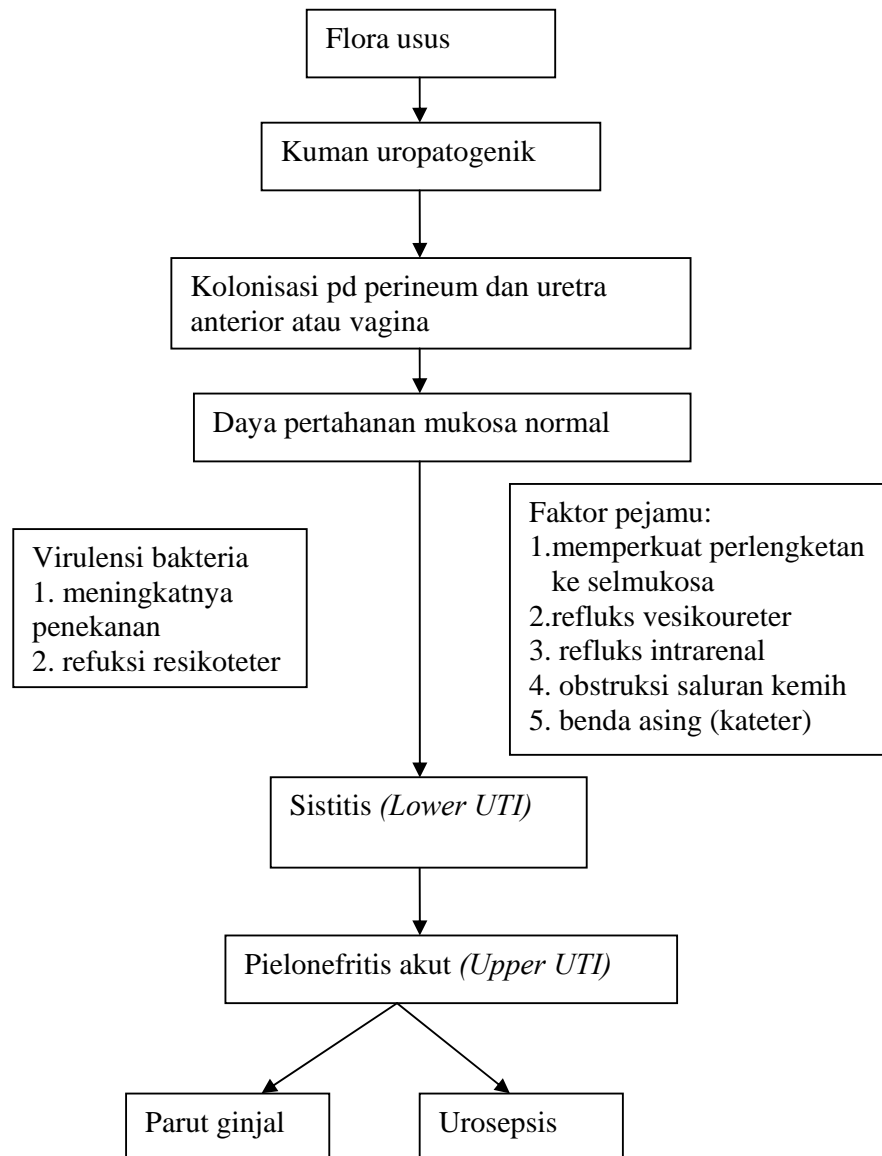 Flora usus
Kuman uropatogenik
Kolonisasi pd perineum dan uretra
anterior atau vagina
Daya pertahanan mukosa normal
Virulensi bakteria
1. meningkatnya
penekanan
2. refuksi resikoteter
Faktor pejamu:
1.memperkuat perlengketan
ke selmukosa
2.refluks vesikoureter
3. refluks intrarenal
4. obstruksi saluran kemih
5. benda asing (kateter)
Sistitis (Lower UTI)
Pielonefritis akut (Upper UTI)
Parut ginjal
Urosepsis